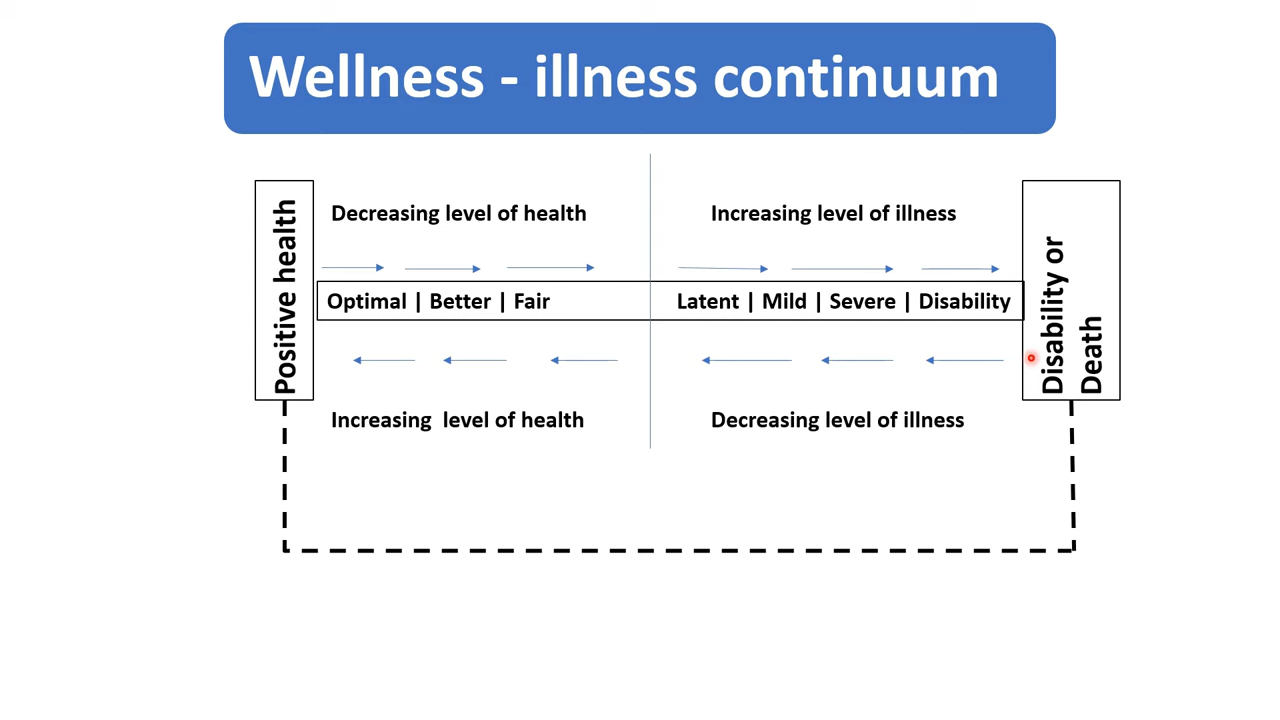 Wellness - illness continuum
Positive health
Decreasing level of health
Increasing level of illness
Optimal | Better | Fair
Latent | Mild | Severe | Disability
Increasing  level of health
Decreasing level of illness
Disability or
Death